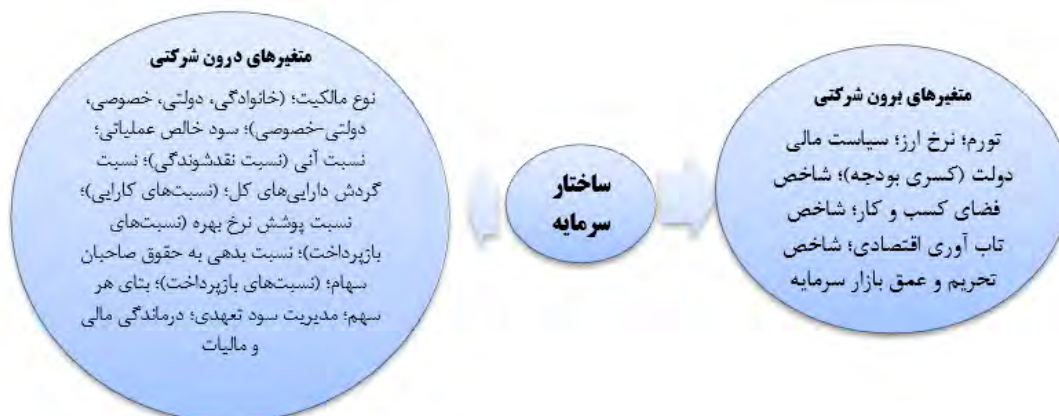 متغیرهای برون شرکتی
تورم؛ نرخ ارز؛ سیاست مالی
دولت (کسری بودجه)؛ شاخص
فضای کسب و کار؛ شاخص
تاب آوری اقتصادی؛ شاخص
تحریم و عمق بازار سرمایه
ساختار
سرمایه
متغیرهای درون شرکتی
نوع مالکیت؛ (خانوادگی، دولتی، خصوصی،
دولتی-خصوصی)؛ سود خالص عملیاتی؛
نسبت آنی (نسبت نقدشوندگی)؛ نسبت
گردش دارایی‌های کل؛ (نسبت‌های کارایی)؛
نسبت پوشش نرخ بهره (نسبت‌های
بازپرداخت)؛ نسبت بدهی به حقوق صاحبان
سهام؛ (نسبت‌های بازپرداخت)؛ بتای هر
سهم؛ مدیریت سود تعهدی؛ درماندگی مالی
و مالیات